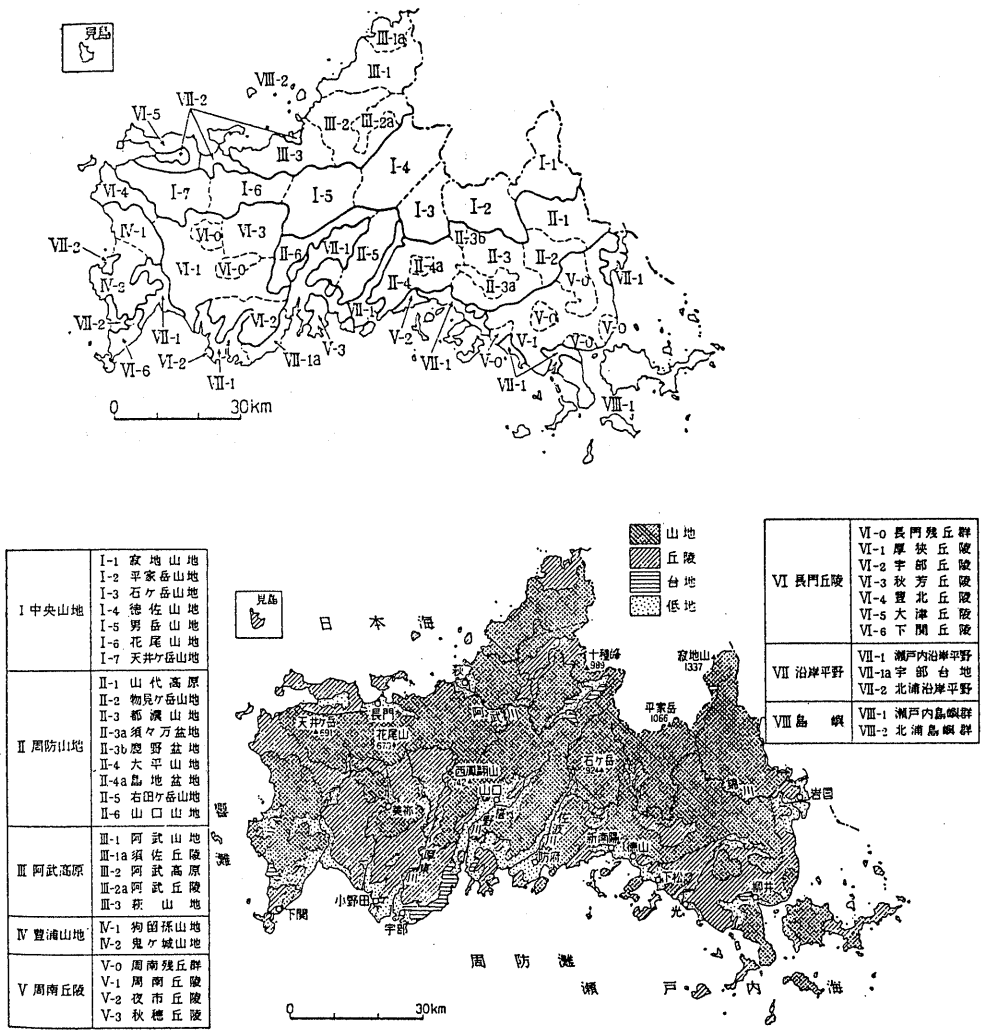 見島
III-1a
III-1
VIII-2
VII-2
VI-5
III-2
III-2a
III-3
I-1
I-4
VI-4
I-7
I-6
I-5
I-3
I-2
II-1
IV-1
VI-0
VI-3
II-3b
VII-1
II-6
II-5
II-3
II-2
VII-2
VI-1
VI-0
II-4a
V-0
VII-1
II-4
II-3a
VI-2
VII-1
V-0
V-0
VII-2
VII-1
V-2
V-1
V-0
VI-6
VI-2
VII-1
VII-1a
V-3
VII-1
V-0
VII-1
VIII-1
0 30km
山地
丘陵
台地
低地
I 中央山地
I-1 寂地山地
I-2 平家岳山地
I-3 石ケ岳山地
I-4 徳佐山地
I-5 男岳山地
I-6 花尾山地
I-7 天井ケ岳山地
II 周防山地
II-1 山代高原
II-2 物見ケ岳山地
II-3 都濃山地
II-3a 須々万盆地
II-3b 鹿野盆地
II-4 大平山地
II-4a 島地盆地
II-5 右田ケ岳山地
II-6 山口山地
III 阿武高原
III-1 阿武山地
III-1a 須佐丘陵
III-2 阿武高原
III-2a 阿武丘陵
III-3 萩山地
IV 豊浦山地
IV-1 狗留孫山地
IV-2 鬼ケ城山地
V 周南丘陵
V-0 周南残丘群
V-1 周南丘陵
V-2 夜市丘陵
V-3 秋穂丘陵
VI 長門丘陵
VI-0 長門残丘群
VI-1 厚狭丘陵
VI-2 宇部丘陵
VI-3 秋芳丘陵
VI-4 豊北丘陵
VI-5 大津丘陵
VI-6 下関丘陵
VII 沿岸平野
VII-1 瀬戸内沿岸平野
VII-1a 宇部台地
VII-2 北浦沿岸平野
VIII 島嶼
VIII-1 瀬戸内島嶼群
VIII-2 北浦島嶼群
見島
日本海
十種峰
989
寂地山
1337
萩
阿武川
平家岳
1066
天井ケ岳
691
長門
花尾山
石ケ岳
924
西鳳翩山
742
山口
錦川
岩国
美祢
響灘
佐波川
新南陽
徳山
厚狭川
防府
下松
柳井
小野田
光
下関
宇部
周防灘
瀬戸内海
0 30km